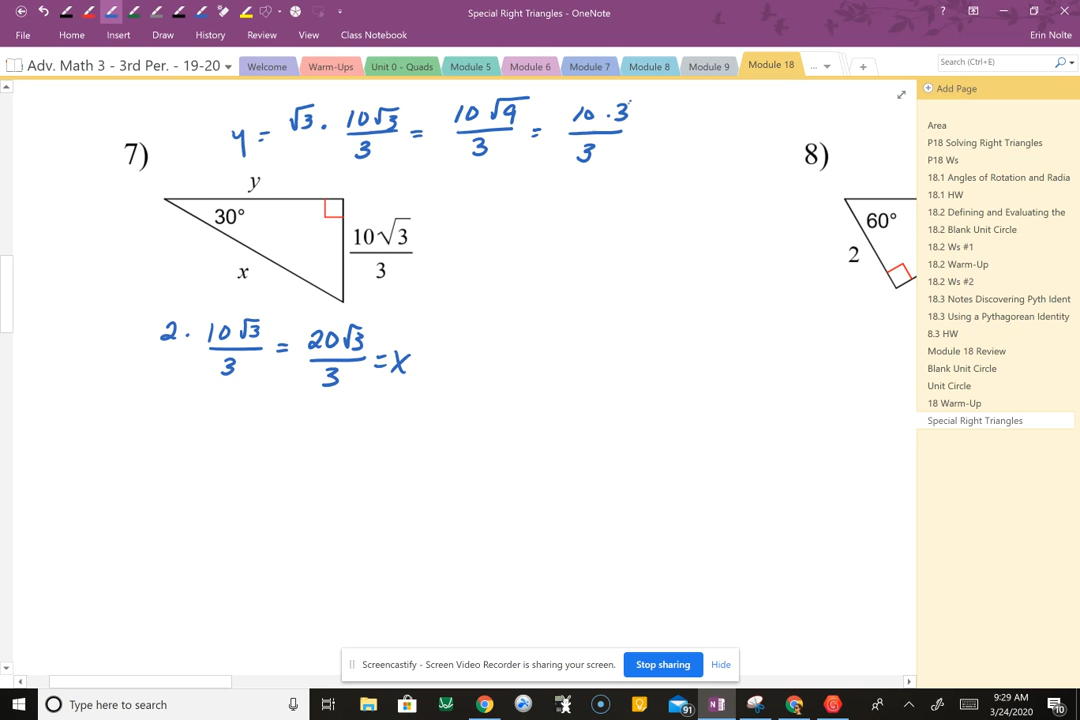 Special Right Triangles - OneNote
?
File Home Insert Draw History Review View Class Notebook Erin Nolte
Adv. Math 3 - 3rd Per. - 19-20 Welcome Warm-Ups Unit 0 - Quads Module 5 Module 6 Module 7 Module 8 Module 9 Module 18 ... + Search (Ctrl+E)
Add Page
Area
P18 Solving Right Triangles
P18 Ws
18.1 Angles of Rotation and Radia
18.1 HW
18.2 Defining and Evaluating the
18.2 Blank Unit Circle
18.2 Ws #1
18.2 Warm-Up
18.2 Ws #2
18.3 Notes Discovering Pyth Ident
18.3 Using a Pythagorean Identity
8.3 HW
Module 18 Review
Blank Unit Circle
Unit Circle
18 Warm-Up
Special Right Triangles
y = √3 · 10√3/3 = 10√9/3 = 10·3/3
7)
y
30°
x
10√3/3
2 · 10√3/3 = 20√3/3 = x
8)
60°
2
Screencastify - Screen Video Recorder is sharing your screen. Stop sharing Hide
Type here to search
91
9:29 AM
3/24/2020
10